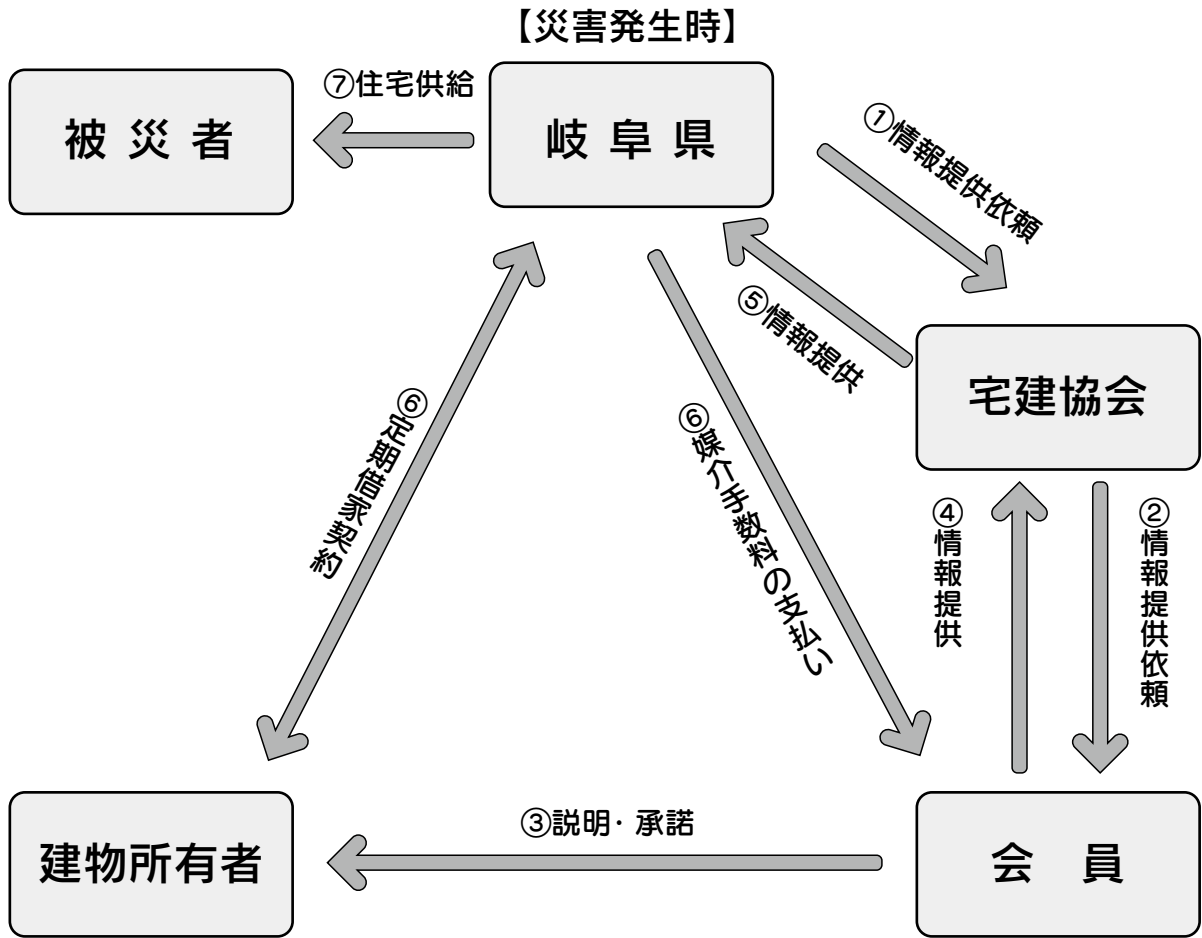 【災害発生時】
被災者
⑦住宅供給
岐阜県
①情報提供依頼
⑤情報提供
宅建協会
⑥定期借家契約
⑥媒介手数料の支払い
④情報提供
②情報提供依頼
建物所有者
③説明・承諾
会員